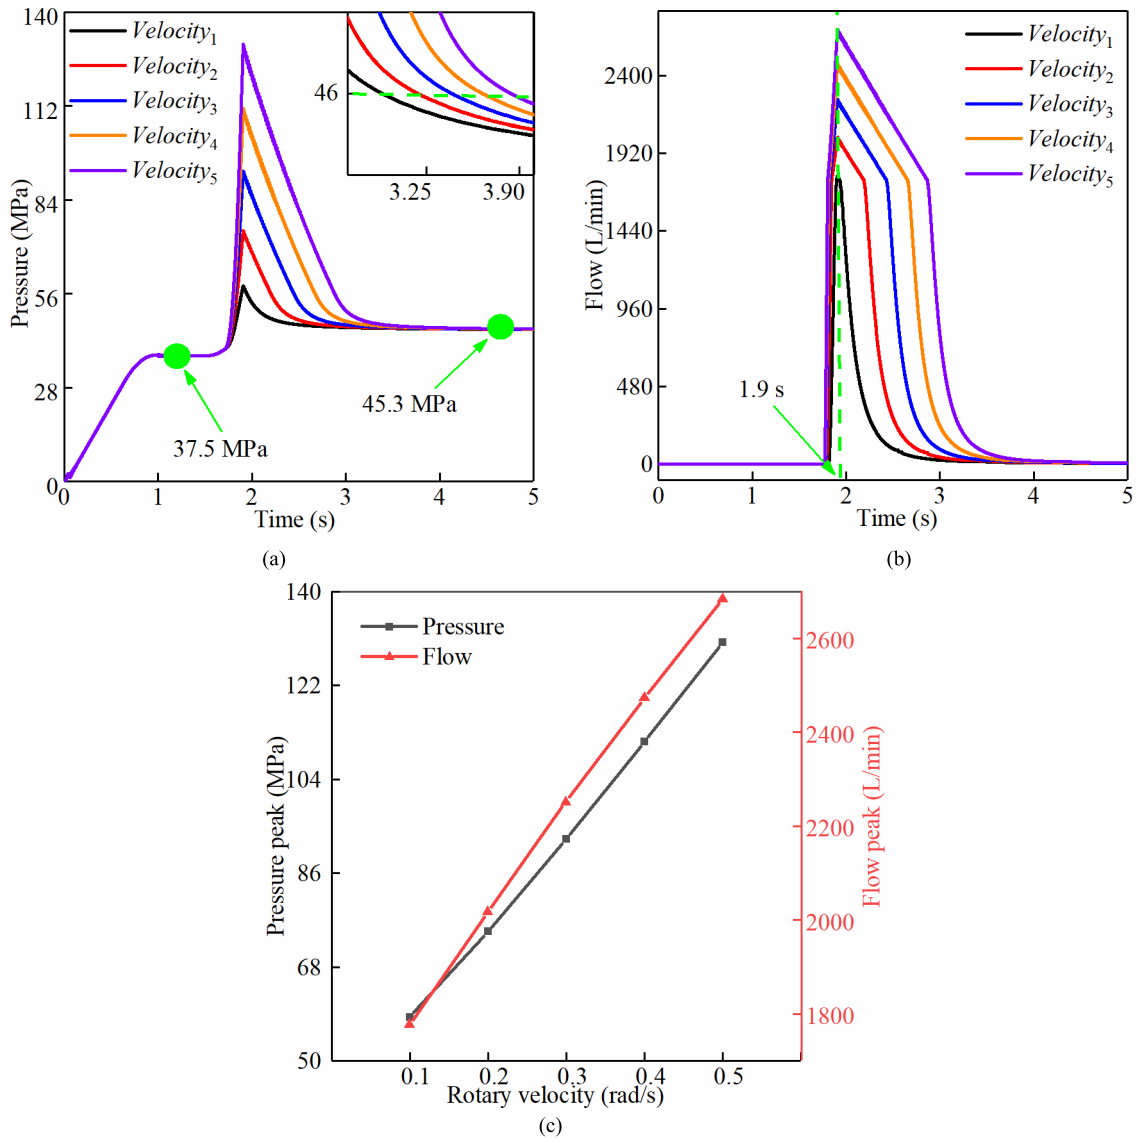 140
112
84
56
28
0
Pressure (MPa)
Velocity1
Velocity2
Velocity3
Velocity4
Velocity5
46
3.25 3.90
37.5 MPa
45.3 MPa
0 1 2 3 4 5
Time (s)
(a)
2400
1920
1440
960
480
0
Flow (L/min)
Velocity1
Velocity2
Velocity3
Velocity4
Velocity5
1.9 s
0 1 2 3 4 5
Time (s)
(b)
140
122
104
86
68
50
Pressure peak (MPa)
Pressure
Flow
2600
2400
2200
2000
1800
Flow peak (L/min)
0.1 0.2 0.3 0.4 0.5
Rotary velocity (rad/s)
(c)